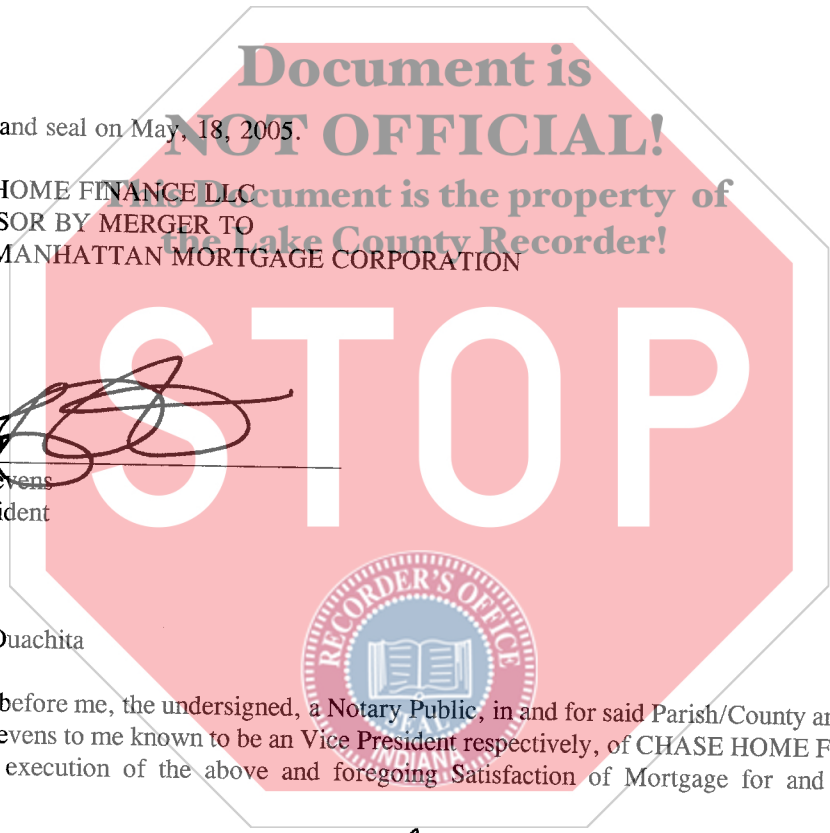 Document is
and seal on May, 18, 2005.
NOT OFFICIAL!
HOME FINANCE LLC
This Document is the property of
SOR BY MERGER TO
the Lake County Recorder!
MANHATTAN MORTGAGE CORPORATION
STOP
evens
ident
RECORDER'S OFFICE
Ouachita
before me, the undersigned, a Notary Public, in and for said Parish/County an
evens to me known to be an Vice President respectively, of CHASE HOME F
INDIANA
execution of the above and foregoing Satisfaction of Mortgage for and